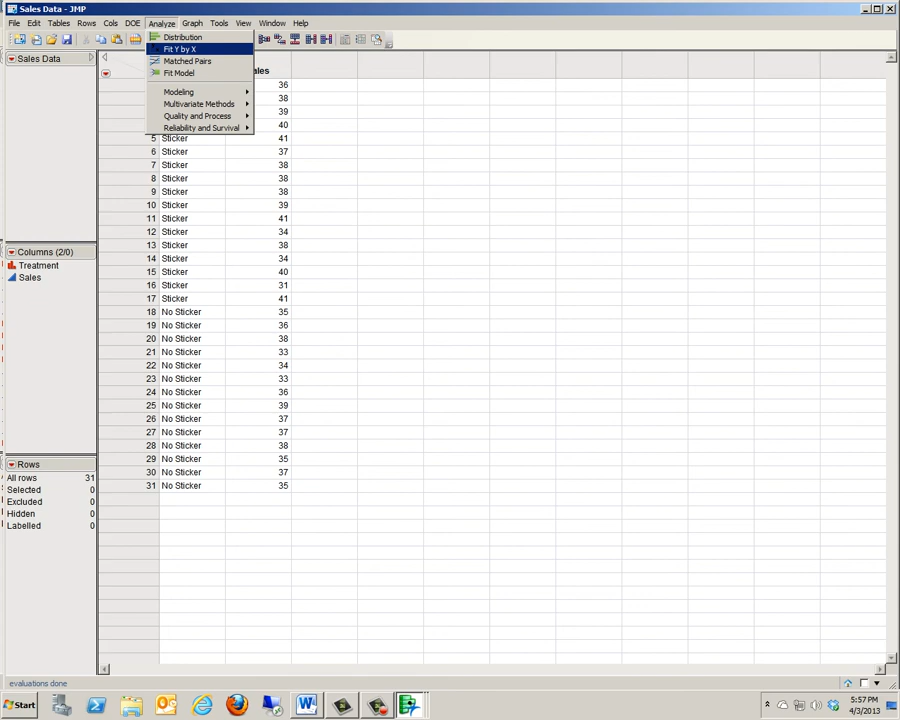 Sales Data - JMP
File Edit Tables Rows Cols DOE Analyze Graph Tools View Window Help
Distribution
Fit Y by X
Matched Pairs
Fit Model
Modeling
Multivariate Methods
Quality and Process
Reliability and Survival
Sales Data
ales
36
38
39
40
5 Sticker 41
6 Sticker 37
7 Sticker 38
8 Sticker 38
9 Sticker 38
10 Sticker 39
11 Sticker 41
12 Sticker 34
13 Sticker 38
14 Sticker 34
15 Sticker 40
16 Sticker 31
17 Sticker 41
18 No Sticker 35
19 No Sticker 36
20 No Sticker 38
21 No Sticker 33
22 No Sticker 34
23 No Sticker 33
24 No Sticker 36
25 No Sticker 39
26 No Sticker 37
27 No Sticker 37
28 No Sticker 38
29 No Sticker 35
30 No Sticker 37
31 No Sticker 35
Columns (2/0)
Treatment
Sales
Rows
All rows 31
Selected 0
Excluded 0
Hidden 0
Labelled 0
evaluations done
Start
5:57 PM
4/3/2013